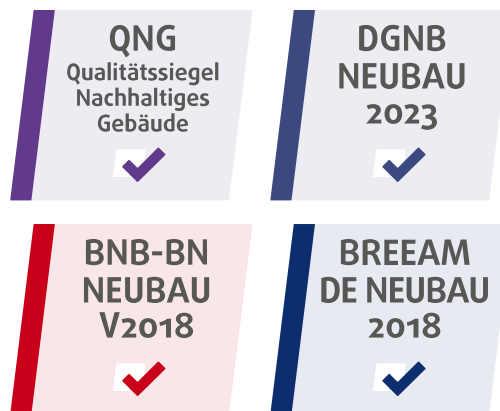 QNG
Qualitätssiegel
Nachhaltiges
Gebäude
DGNB
NEUBAU
2023
BNB-BN
NEUBAU
V2018
BREEAM
DE NEUBAU
2018